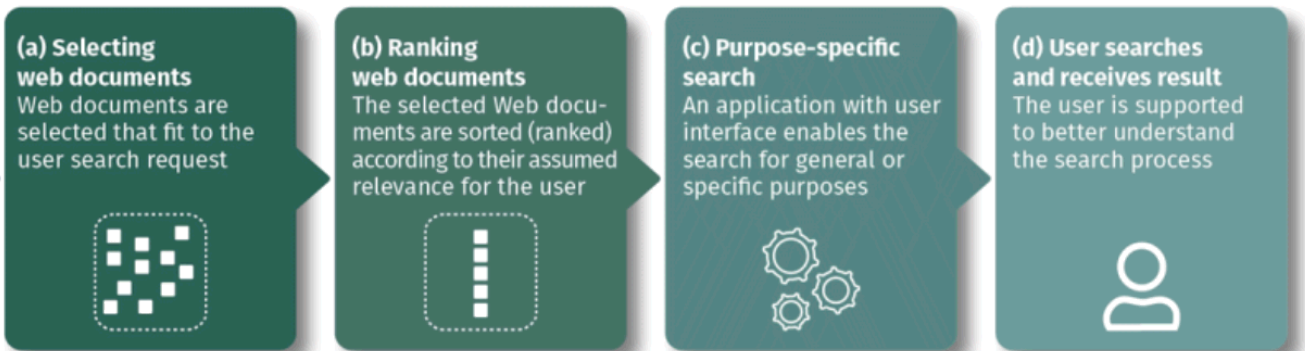 (a) Selecting
web documents
Web documents are
selected that fit to the
user search request
(b) Ranking
web documents
The selected Web docu-
ments are sorted (ranked)
according to their assumed
relevance for the user
(c) Purpose-specific
search
An application with user
interface enables the
search for general or
specific purposes
(d) User searches
and receives result
The user is supported
to better understand
the search process